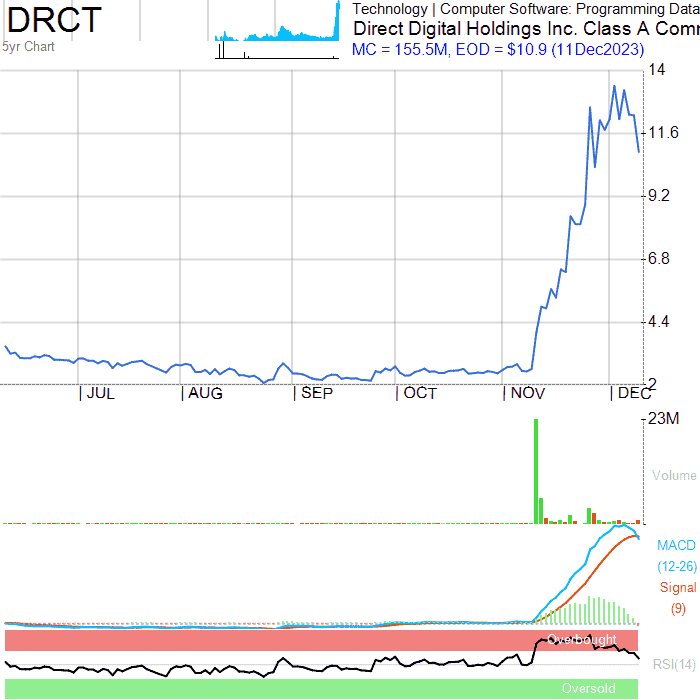 DRCT
5yr Chart
Technology | Computer Software: Programming Data
Direct Digital Holdings Inc. Class A Comm
MC = 155.5M, EOD = $10.9 (11Dec2023)
14
11.6
9.2
6.8
4.4
2
JUL AUG SEP OCT NOV DEC
23M
Volume
MACD
(12-26)
Signal
(9)
Overbought
RSI(14)
Oversold